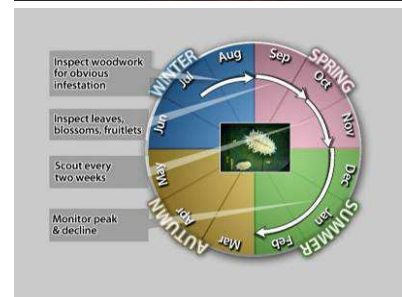 Inspect woodwork
for obvious
infestation
Inspect leaves,
blossoms, fruitlets
Scout every
two weeks
Monitor peak
& decline
WINTER
SPRING
SUMMER
AUTUMN
Jun
Jul
Aug
Sep
Oct
Nov
Dec
Jan
Feb
Mar
Apr
May